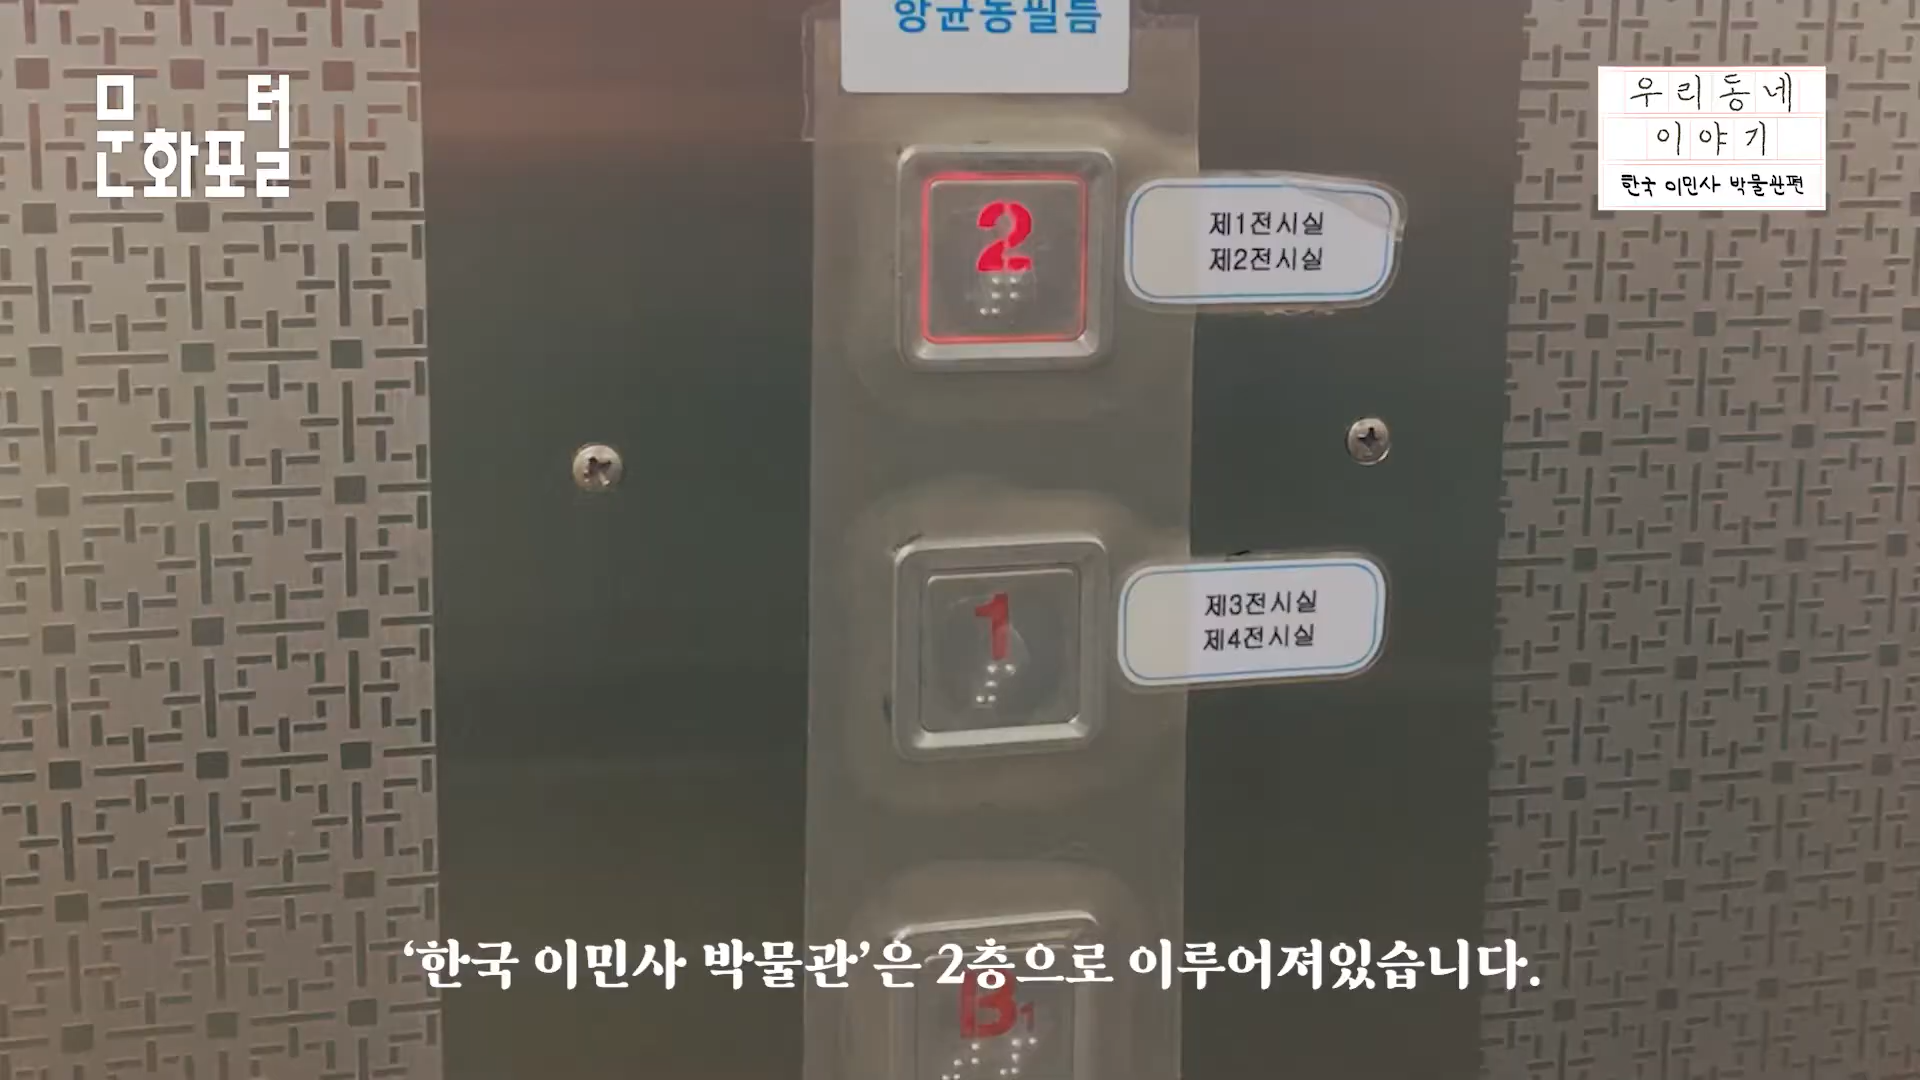 항균동필름
문화포털
우리동네
이야기
한국 이민사 박물관편
2
제1전시실
제2전시실
1
제3전시실
제4전시실
‘한국 이민사 박물관’은 2층으로 이루어져있습니다.
B1